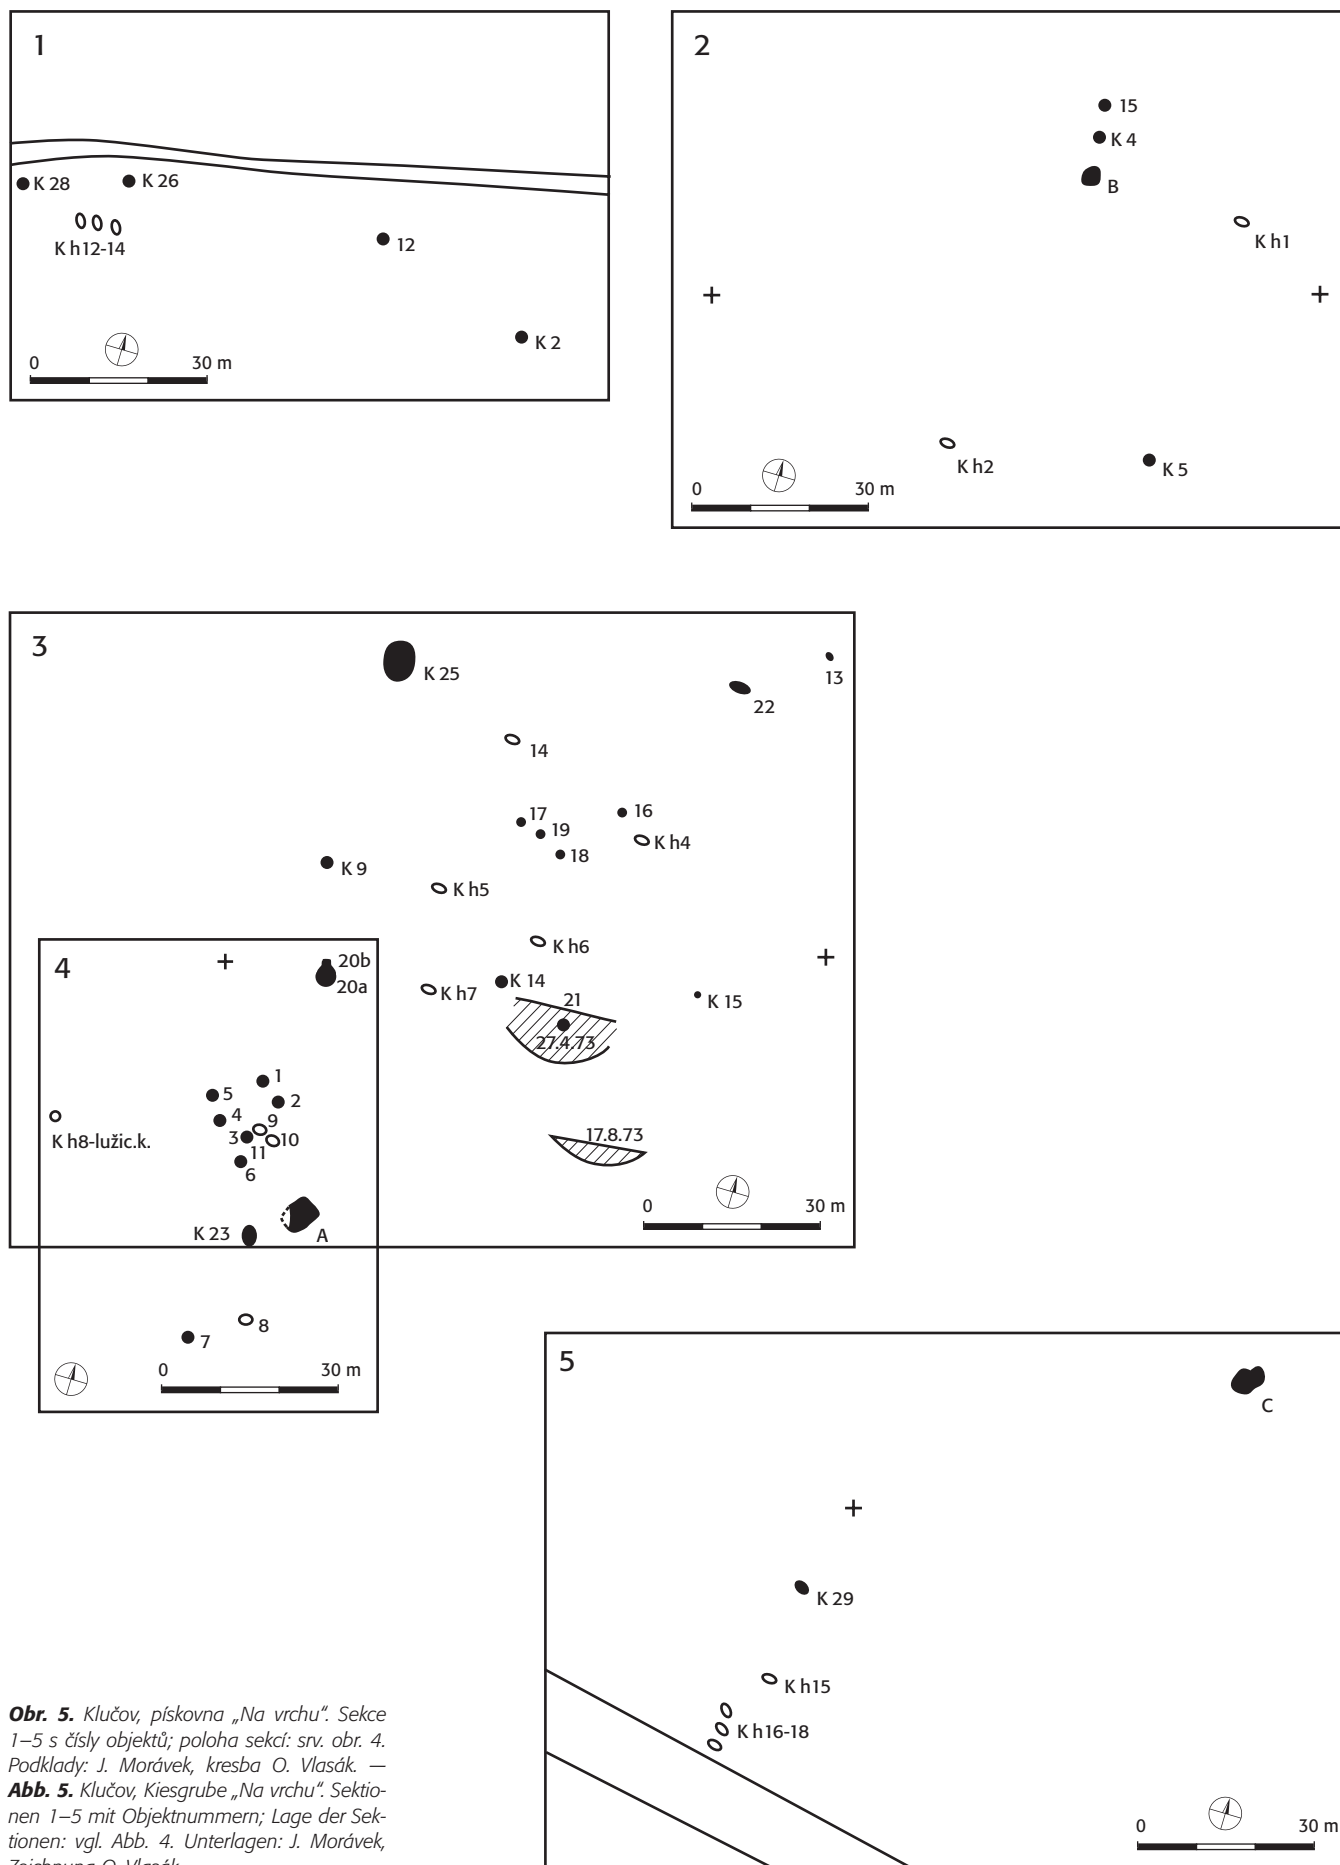 1
K 28
K 26
K h12-14
12
K 2
0 30 m
2
15
K 4
B
K h1
K h2
K 5
0 30 m
3
K 25
13
22
14
17
16
19
K h4
18
K 9
K h5
K h6
K 14
K h7
21
K 15
27.4.73
17.8.73
0 30 m
4
20b
20a
1
5
2
4
9
3
10
11
6
K h8-lužic.k.
K 23
A
8
7
0 30 m
5
C
K 29
K h15
K h16-18
0 30 m
Obr. 5. Klučov, pískovna „Na vrchu“. Sekce
1–5 s čísly objektů; poloha sekcí: srv. obr. 4.
Podklady: J. Morávek, kresba O. Vlasák. —
Abb. 5. Klučov, Kiesgrube „Na vrchu“. Sektio-
nen 1–5 mit Objektnummern; Lage der Sek-
tionen: vgl. Abb. 4. Unterlagen: J. Morávek,
Zeichnung O. Vlasák.